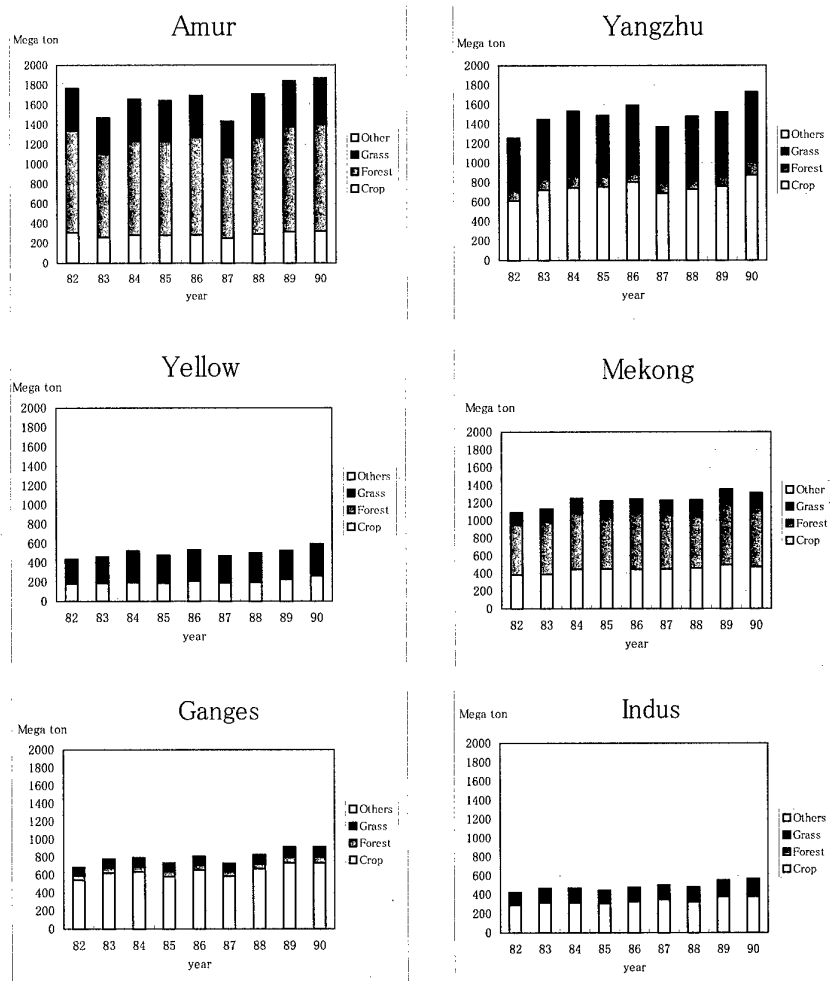 Amur
Mega ton
2000
1800
1600
1400
1200
1000
800
600
400
200
0
82 83 84 85 86 87 88 89 90
year
Other
Grass
Forest
Crop
Yangzhu
Mega ton
2000
1800
1600
1400
1200
1000
800
600
400
200
0
82 83 84 85 86 87 88 89 90
year
Others
Grass
Forest
Crop
Yellow
Mega ton
2000
1800
1600
1400
1200
1000
800
600
400
200
0
82 83 84 85 86 87 88 89 90
year
Others
Grass
Forest
Crop
Mekong
Mega ton
2000
1800
1600
1400
1200
1000
800
600
400
200
0
82 83 84 85 86 87 88 89 90
year
Other
Grass
Forest
Crop
Ganges
Mega ton
2000
1800
1600
1400
1200
1000
800
600
400
200
0
82 83 84 85 86 87 88 89 90
year
Others
Grass
Forest
Crop
Indus
Mega ton
2000
1800
1600
1400
1200
1000
800
600
400
200
0
82 83 84 85 86 87 88 89 90
year
Others
Grass
Forest
Crop